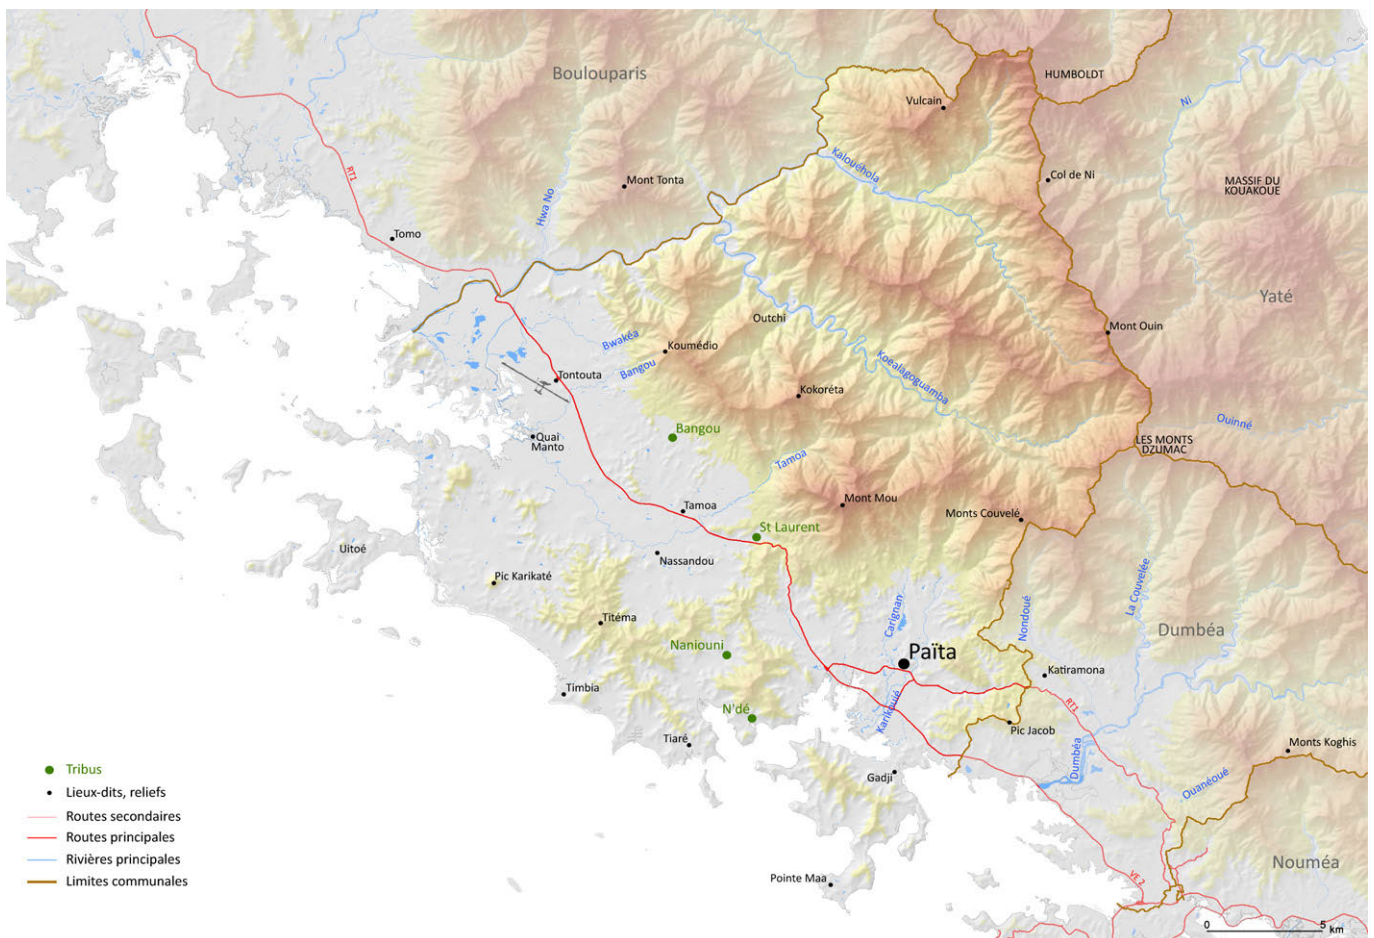 Boulouparis
HUMBOLDT
Vulcain
Ni
Kalouéhola
RT1
Mont Tonta
Col de Ni
MASSIF DU
KOUAKOUE
Hwa No
Tomo
Yaté
Outchi
Mont Ouin
Bwakéa
Koumédio
Bangou
Koealagoguamba
Tontouta
Kokoréta
Ouinné
Bangou
Quai
Manto
LES MONTS
DZUMAC
Tamoa
Mont Mou
Tamoa
Monts Couvelé
St Laurent
Uitoé
Nassandou
Pic Karikaté
La Couvelée
Carignan
Nondoué
Titéma
Dumbéa
Naniouni
Païta
Katiramona
Timbia
RT1
Karikouié
N'dé
Pic Jacob
Tiaré
Monts Koghis
Dumbéa
Gadji
Ouanéoué
Tribus
Lieux-dits, reliefs
Routes secondaires
Routes principales
Rivières principales
Limites communales
Nouméa
Pointe Maa
VE 2
0 5
km